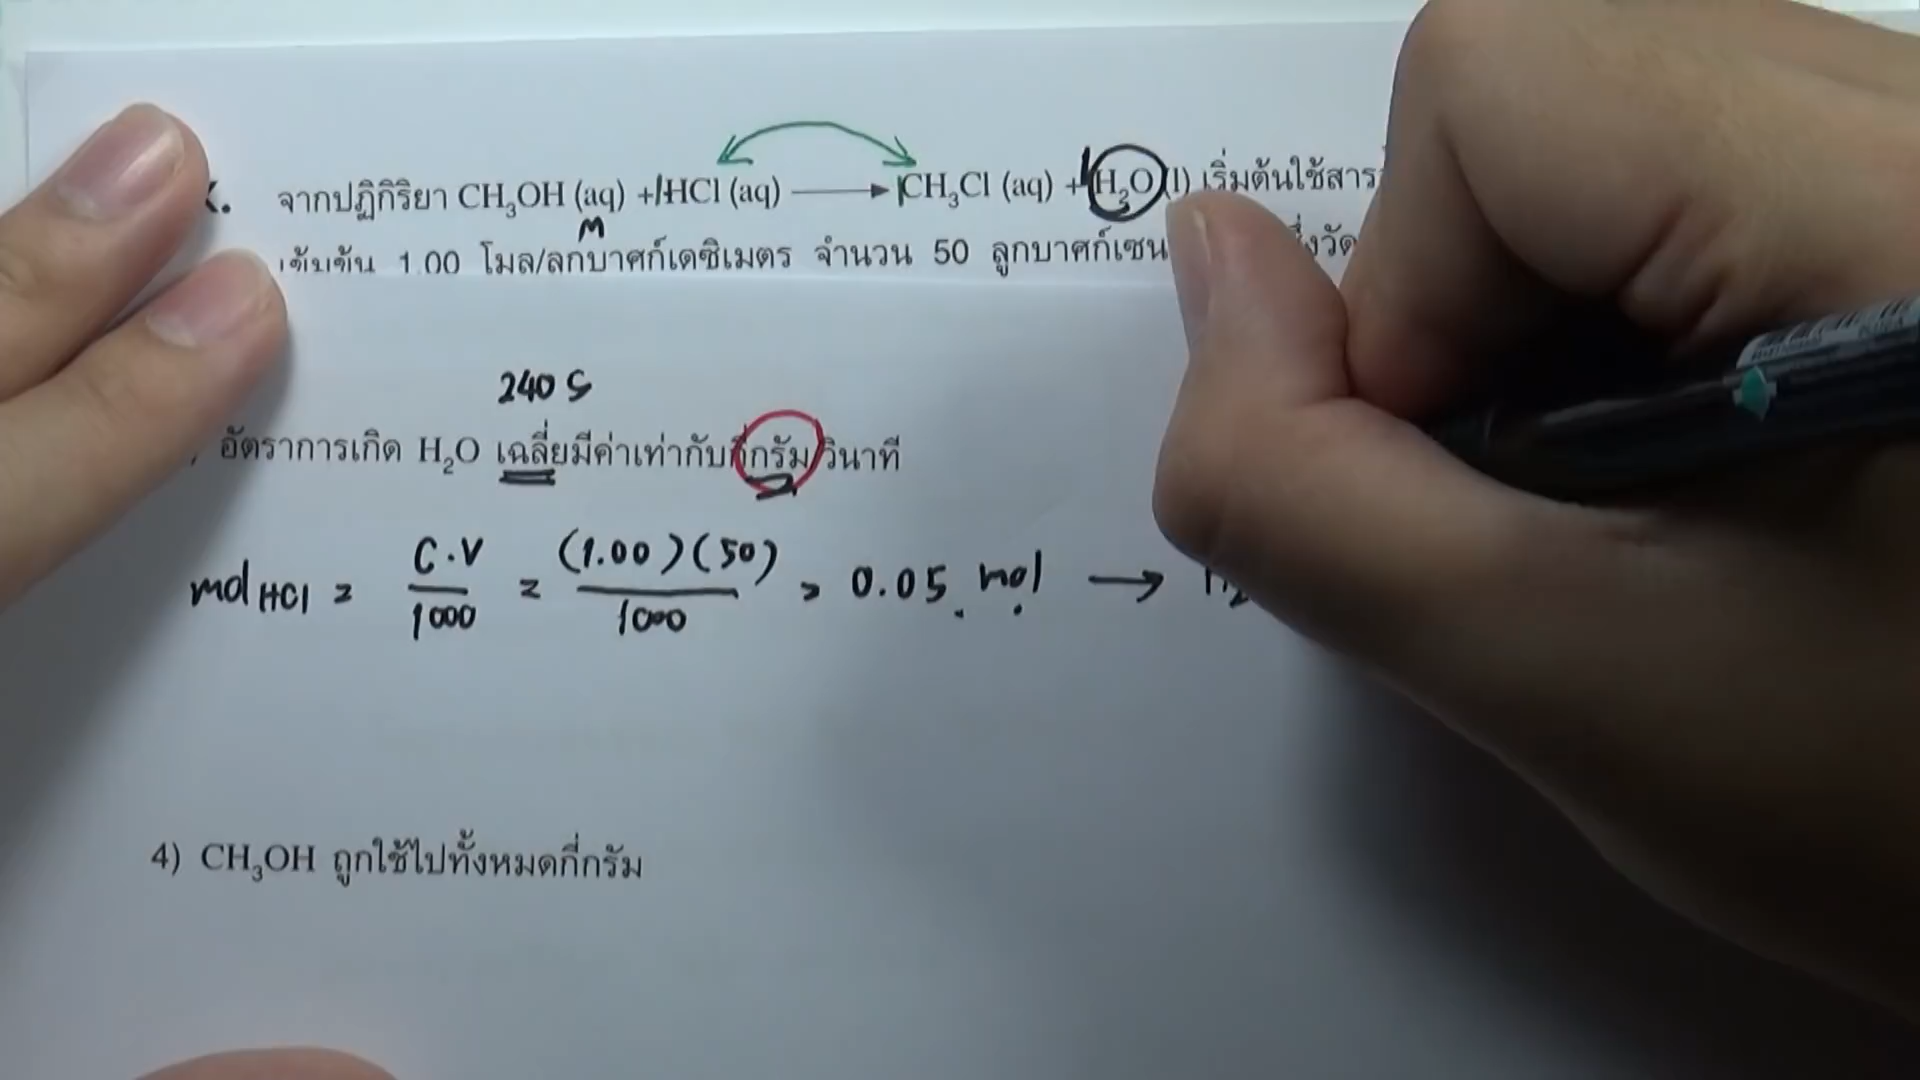 จากปฏิกิริยา CH₃OH (aq) + HCl (aq) ⟶ CH₃Cl (aq) + H₂O (l) เริ่มต้นใช้สาร
M
เข้มข้น 1.00 โมล/ลูกบาศก์เดซิเมตร จำนวน 50 ลูกบาศก์เซน
240 S
อัตราการเกิด H₂O เฉลี่ยมีค่าเท่ากับกี่กรัม/วินาที
mol HCl = C·V/1000 = (1.00)(50)/1000 = 0.05 mol →
4) CH₃OH ถูกใช้ไปทั้งหมดกี่กรัม